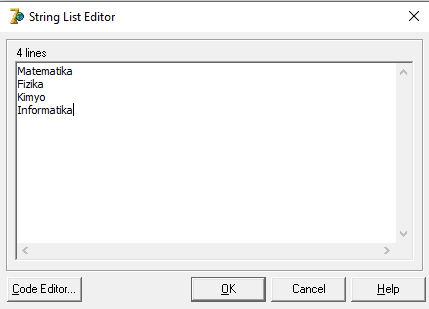 String List Editor
4 lines
Matematika
Fizika
Kimyo
Informatika
Code Editor... OK Cancel Help